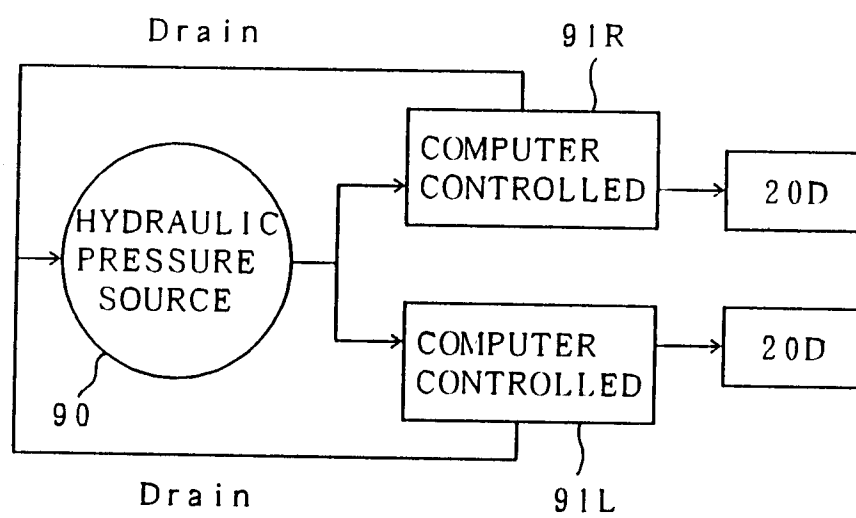 Drain
91R
COMPUTER
CONTROLLED
20D
HYDRAULIC
PRESSURE
SOURCE
90
COMPUTER
CONTROLLED
20D
Drain
91L